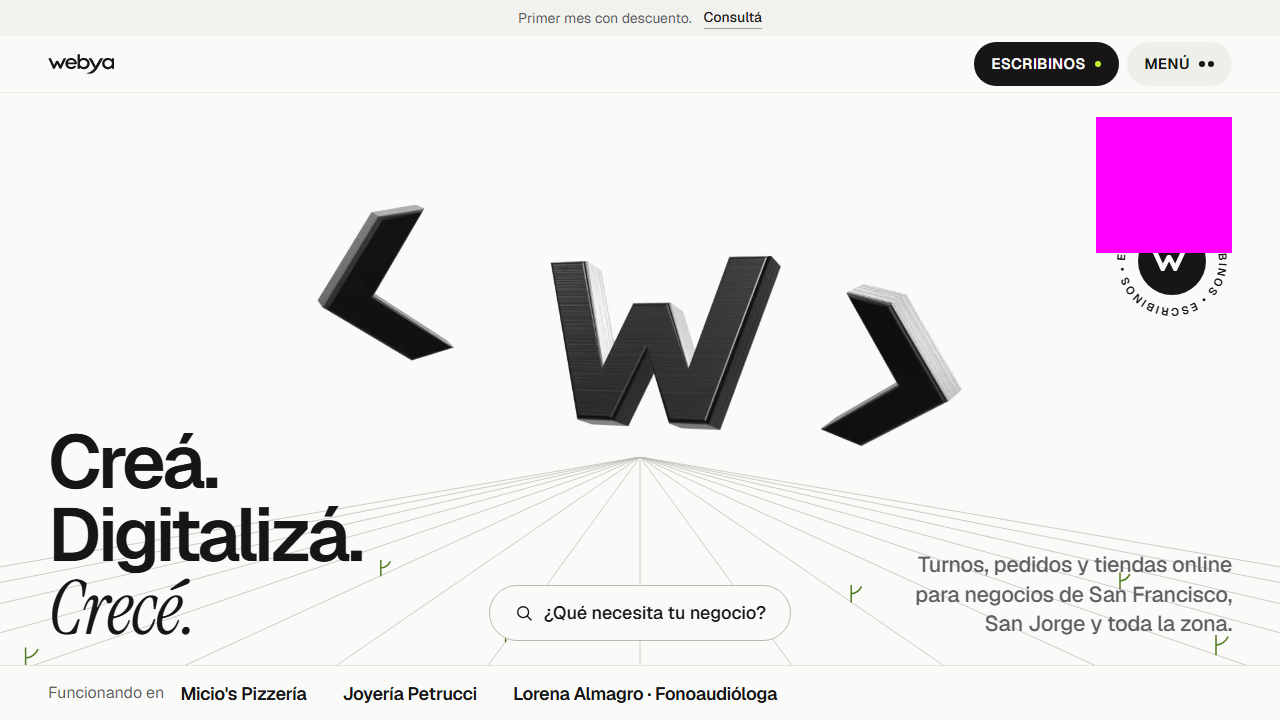 Primer mes con descuento. Consultá
webya
ESCRIBINOS
MENÚ
W
BINOS • ESCRIBINOS • E
Creá.
Digitalizá.
Crecé.
¿Qué necesita tu negocio?
Turnos, pedidos y tiendas online
para negocios de San Francisco,
San Jorge y toda la zona.
Funcionando en Micio's Pizzería Joyería Petrucci Lorena Almagro · Fonoaudióloga